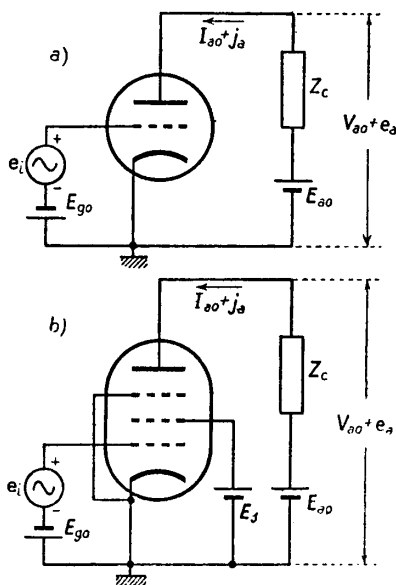 I_ao+j_a
a)
Z_c
V_ao+e_a
+
e_i
-
E_go
E_ao
I_ao+j_a
b)
Z_c
V_ao+e_a
+
e_i
-
E_go
E_s
E_ao